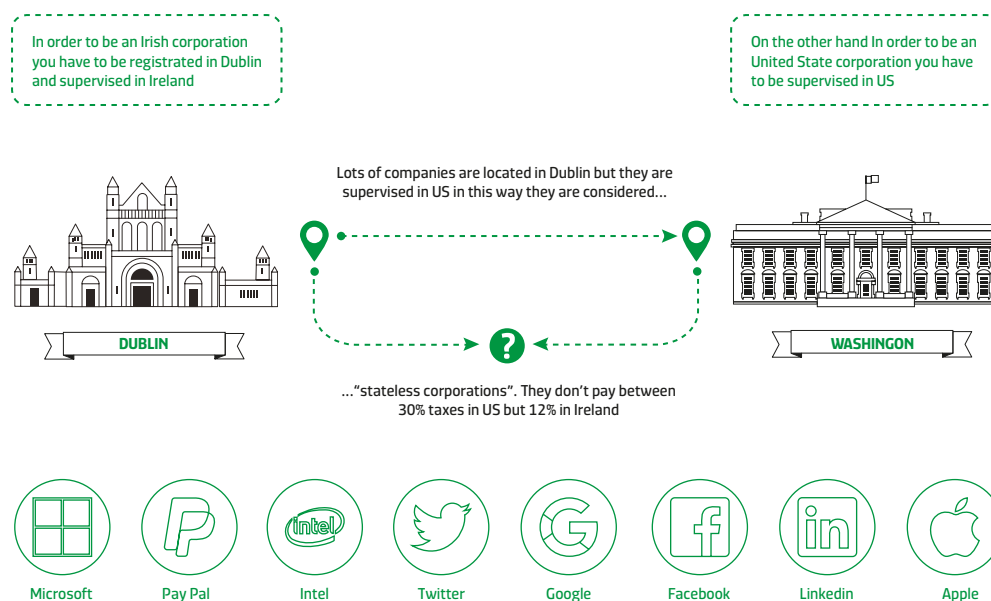 In order to be an Irish corporation
you have to be registrated in Dublin
and supervised in Ireland
On the other hand In order to be an
United State corporation you have
to be supervised in US
Lots of companies are located in Dublin but they are
supervised in US in this way they are considered...
DUBLIN
?
WASHINGON
...“stateless corporations”. They don’t pay between
30% taxes in US but 12% in Ireland
intel
in
Microsoft
Pay Pal
Intel
Twitter
Google
Facebook
Linkedin
Apple